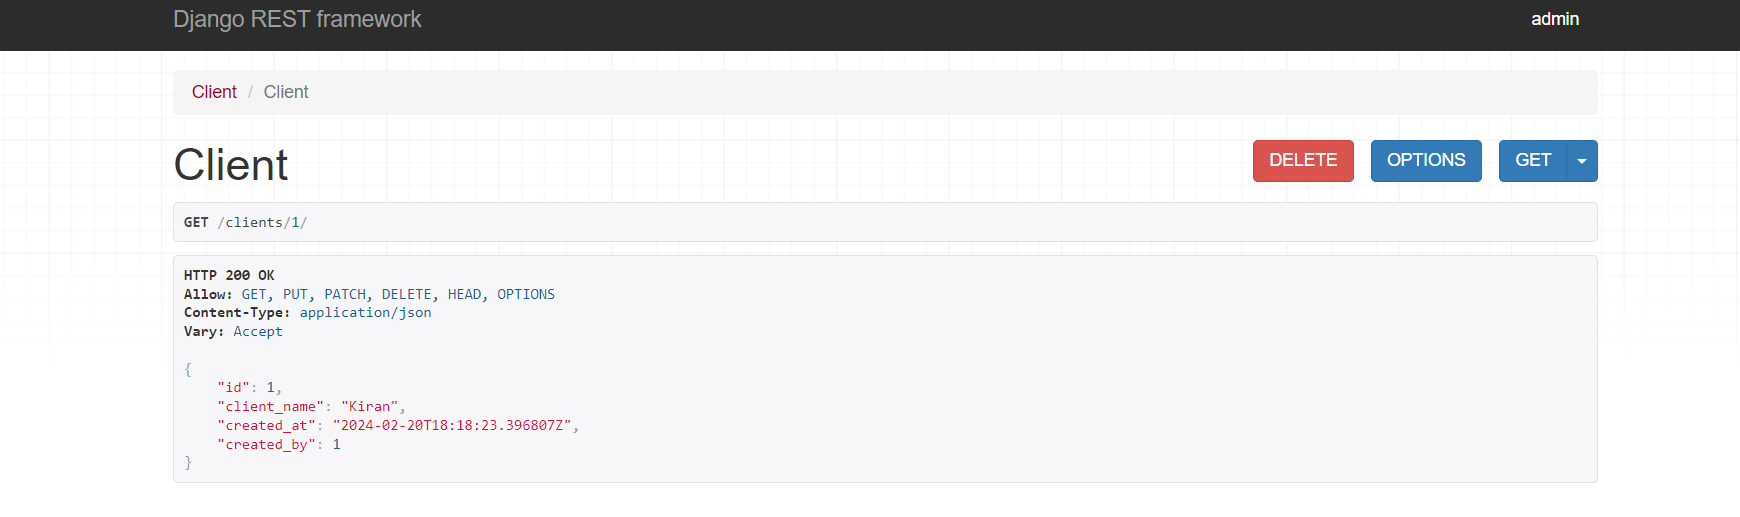 Django REST framework
admin
Client / Client
Client
DELETE
OPTIONS
GET
GET /clients/1/
HTTP 200 OK
Allow: GET, PUT, PATCH, DELETE, HEAD, OPTIONS
Content-Type: application/json
Vary: Accept
{
    "id": 1,
    "client_name": "Kiran",
    "created_at": "2024-02-20T18:18:23.396807Z",
    "created_by": 1
}